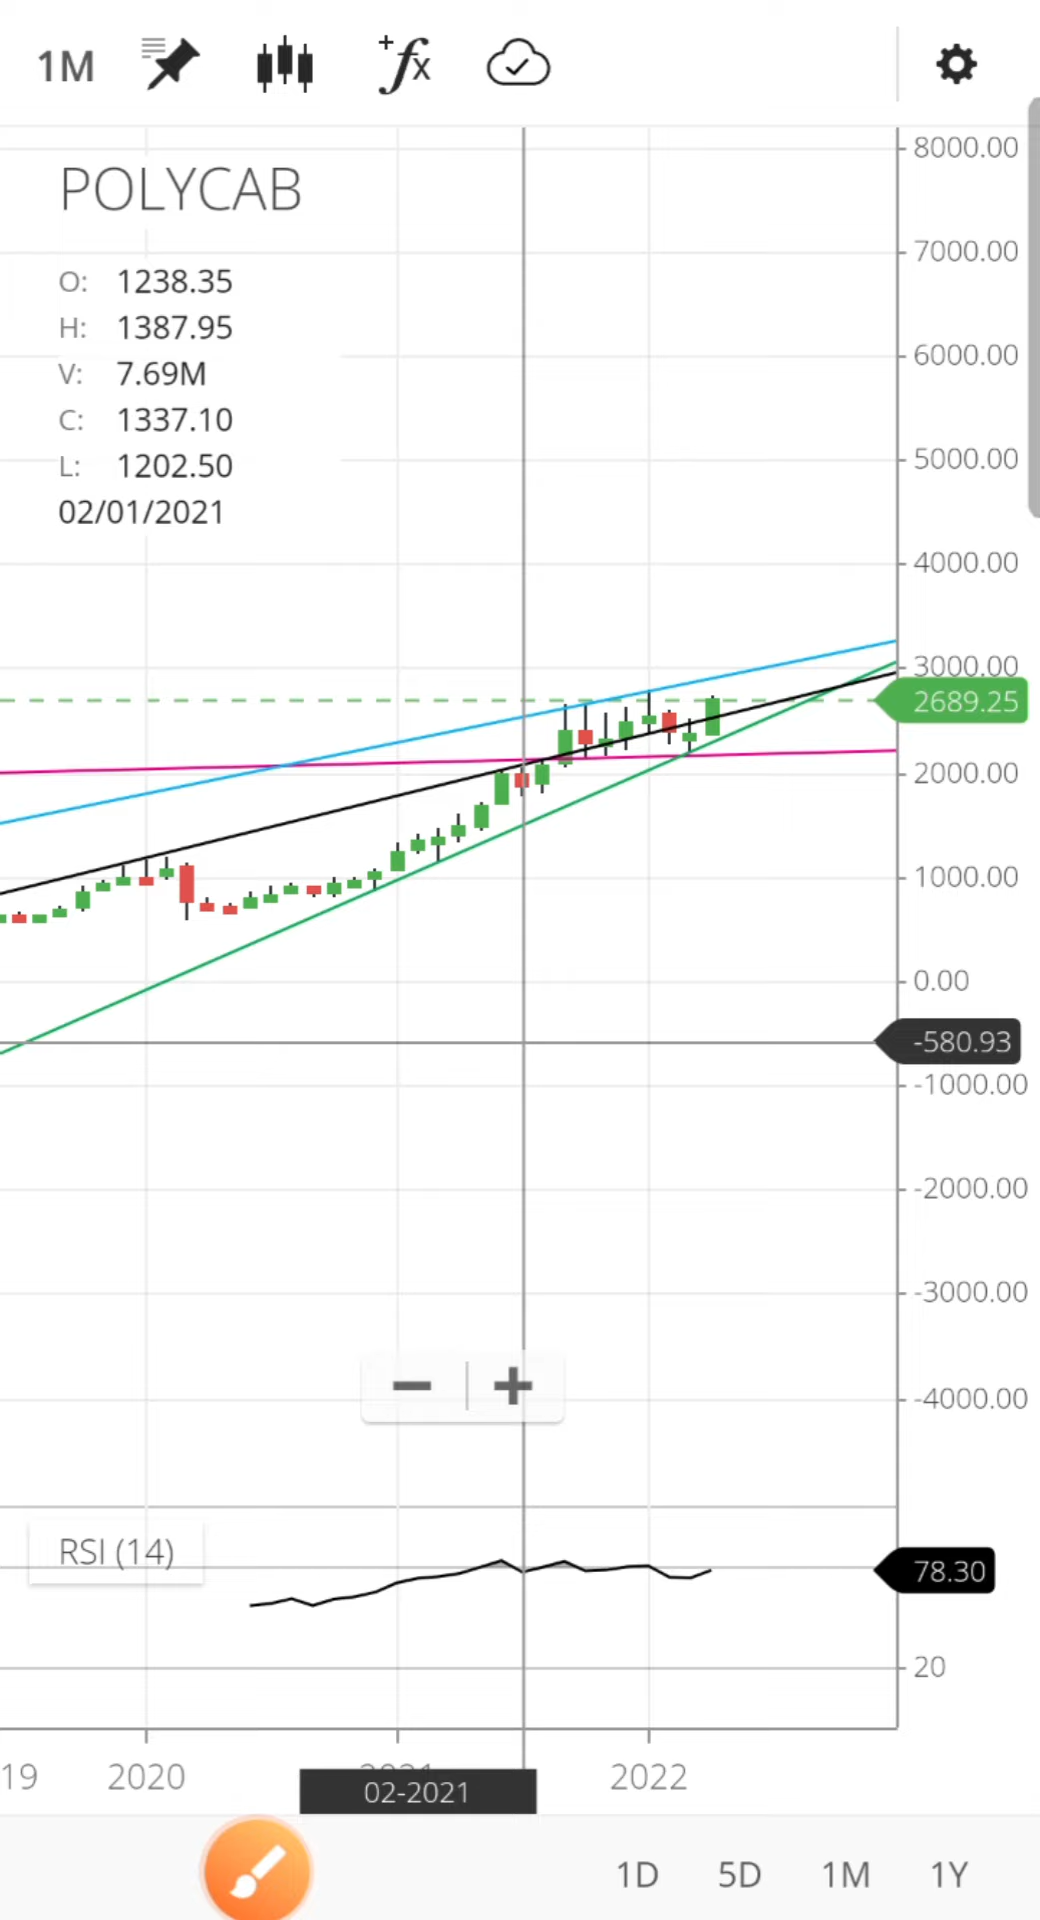 1M
fx
8000.00
POLYCAB
7000.00
O: 1238.35
H: 1387.95
6000.00
V: 7.69M
C: 1337.10
5000.00
L: 1202.50
02/01/2021
4000.00
3000.00
2689.25
2000.00
1000.00
0.00
-580.93
-1000.00
-2000.00
-3000.00
-4000.00
RSI (14)
78.30
20
19 2020 2021 2022
02-2021
1D 5D 1M 1Y